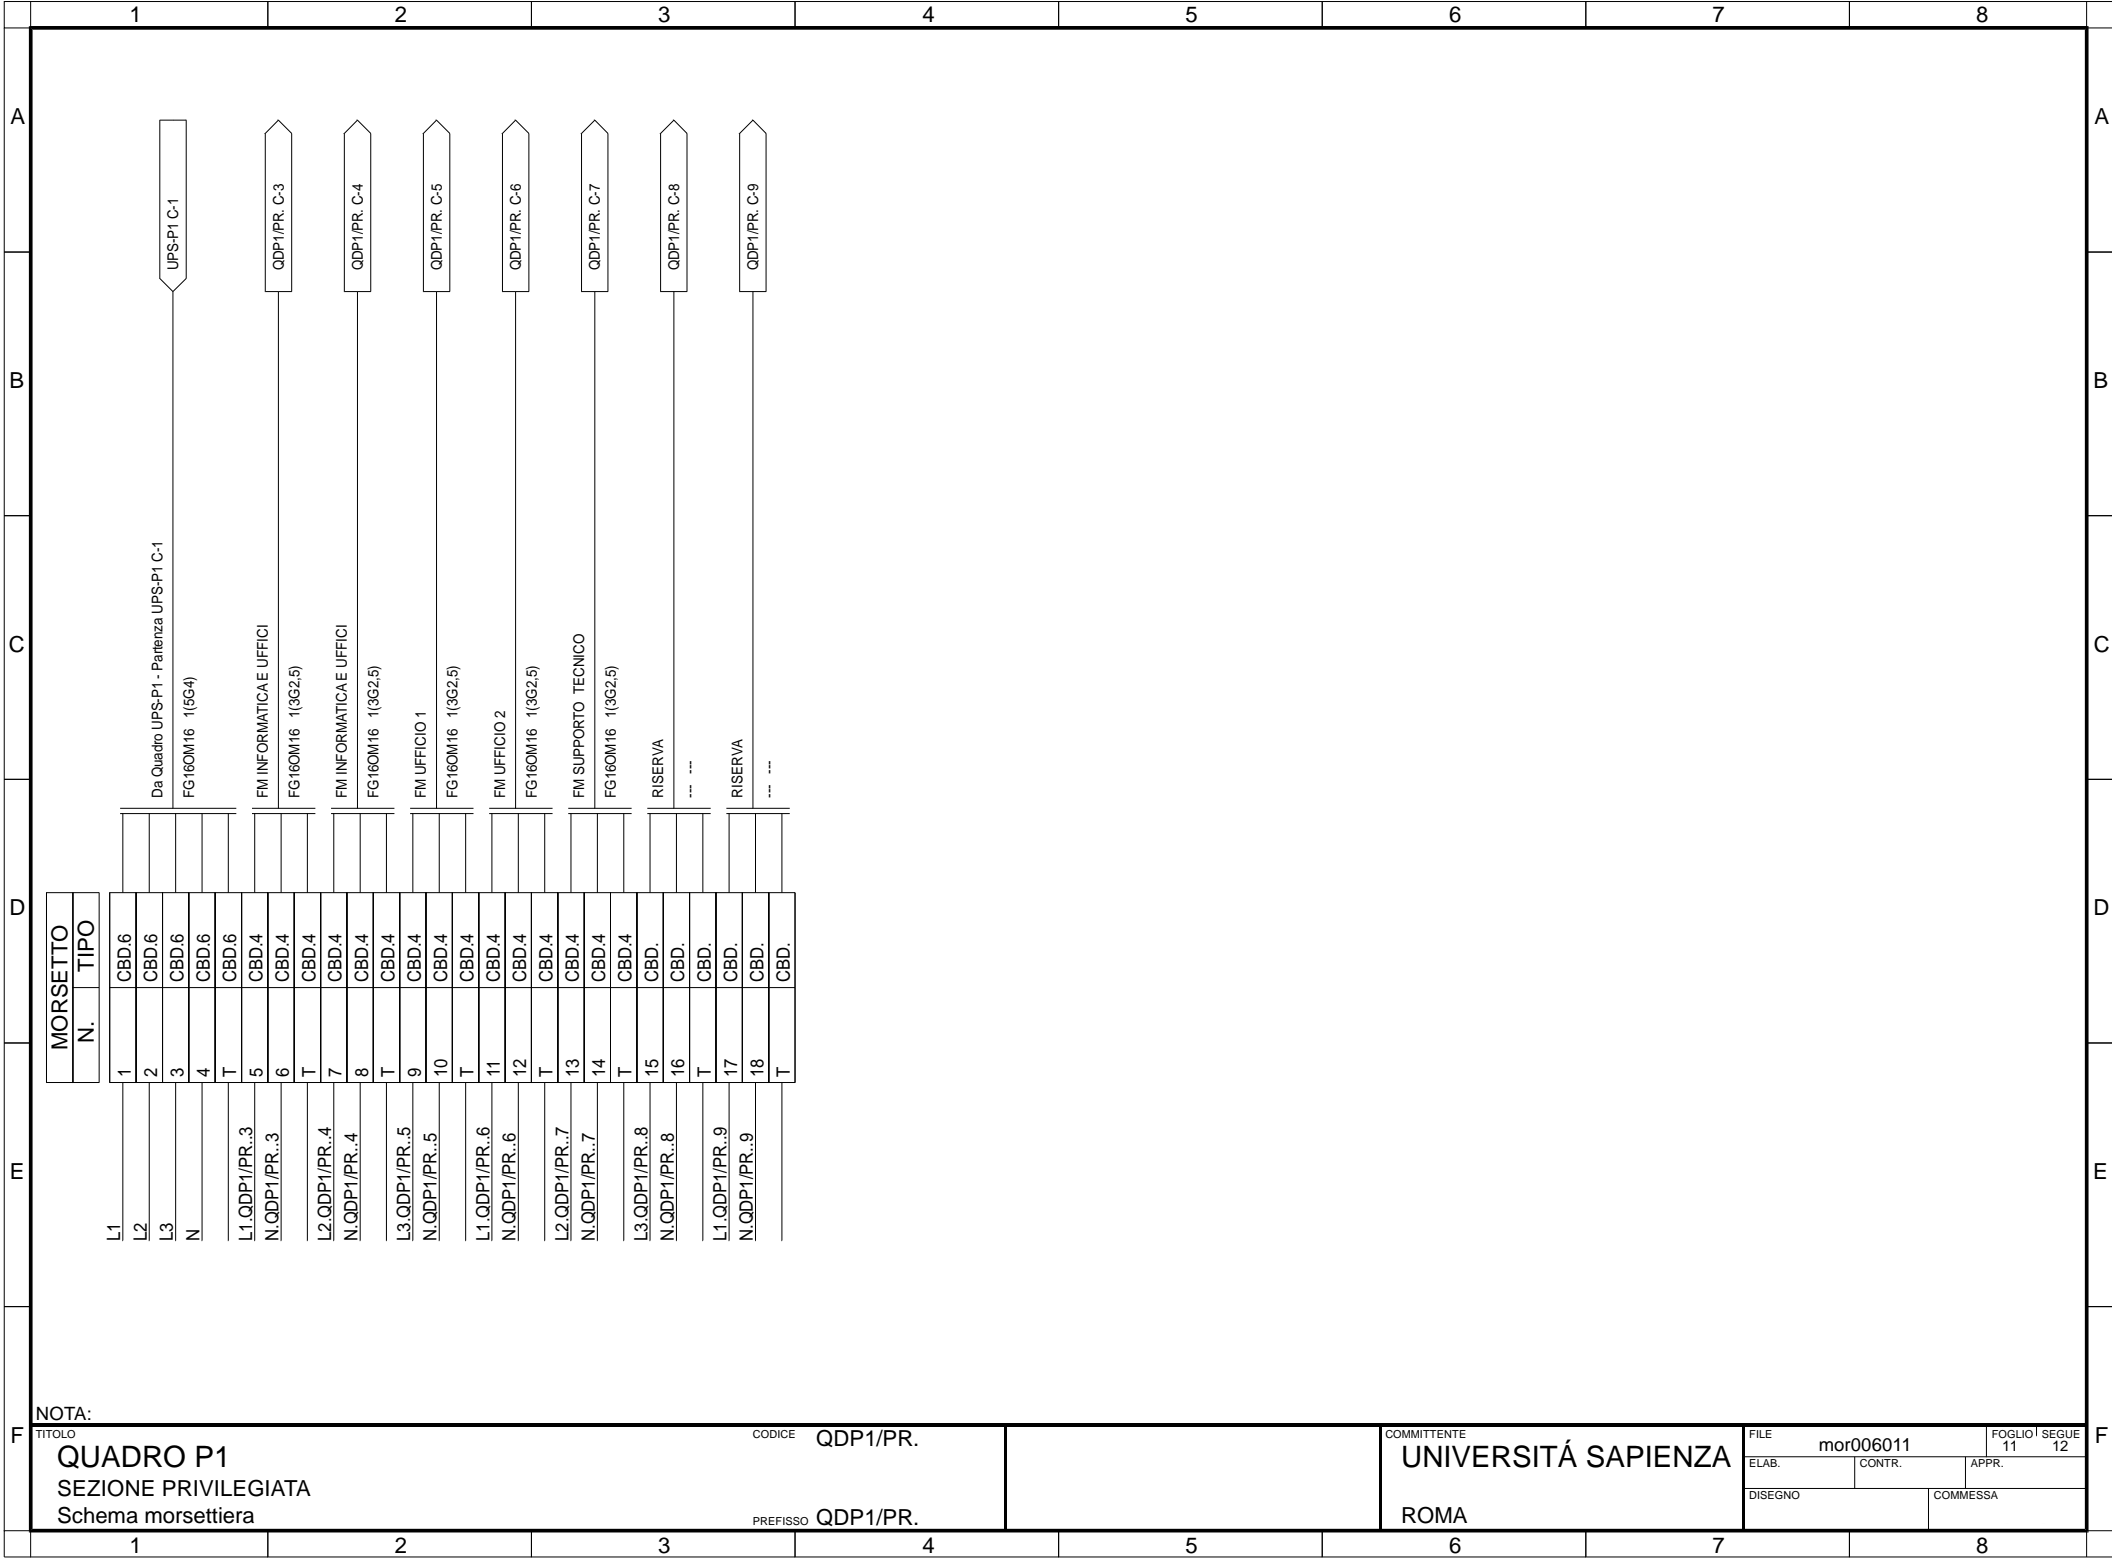 1 2 3 4 5 6 7 8
A A
B B
C C
D D
E E
F F
UPS-P1 C-1
QDP1/PR. C-3
QDP1/PR. C-4
QDP1/PR. C-5
QDP1/PR. C-6
QDP1/PR. C-7
QDP1/PR. C-8
QDP1/PR. C-9
Da Quadro UPS-P1 - Partenza UPS-P1 C-1
FG16OM16 1(5G4)
FM INFORMATICA E UFFICI
FG16OM16 1(3G2,5)
FM INFORMATICA E UFFICI
FG16OM16 1(3G2,5)
FM UFFICIO 1
FG16OM16 1(3G2,5)
FM UFFICIO 2
FG16OM16 1(3G2,5)
FM SUPPORTO TECNICO
FG16OM16 1(3G2,5)
RISERVA
--- ---
RISERVA
--- ---
MORSETTO
N. TIPO
1 CBD.6
2 CBD.6
3 CBD.6
4 CBD.6
T CBD.6
5 CBD.4
6 CBD.4
T CBD.4
7 CBD.4
8 CBD.4
T CBD.4
9 CBD.4
10 CBD.4
T CBD.4
11 CBD.4
12 CBD.4
T CBD.4
13 CBD.4
14 CBD.4
T CBD.4
15 CBD.
16 CBD.
T CBD.
17 CBD.
18 CBD.
T CBD.
L1
L2
L3
N
L1.QDP1/PR..3
N.QDP1/PR..3
L2.QDP1/PR..4
N.QDP1/PR..4
L3.QDP1/PR..5
N.QDP1/PR..5
L1.QDP1/PR..6
N.QDP1/PR..6
L2.QDP1/PR..7
N.QDP1/PR..7
L3.QDP1/PR..8
N.QDP1/PR..8
L1.QDP1/PR..9
N.QDP1/PR..9
NOTA:
TITOLO
QUADRO P1
SEZIONE PRIVILEGIATA
Schema morsettiera
CODICE QDP1/PR.
PREFISSO QDP1/PR.
COMMITTENTE
UNIVERSITÁ SAPIENZA
ROMA
FILE mor006011
FOGLIO 11
SEGUE 12
ELAB. CONTR. APPR.
DISEGNO COMMESSA
1 2 3 4 5 6 7 8